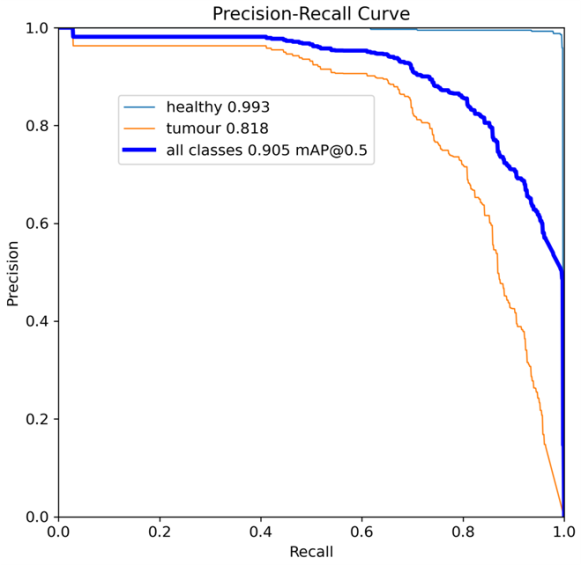 Precision-Recall Curve
1.0
0.8
0.6
0.4
0.2
0.0
Precision
healthy 0.993
tumour 0.818
all classes 0.905 mAP@0.5
0.0 0.2 0.4 0.6 0.8 1.0
Recall